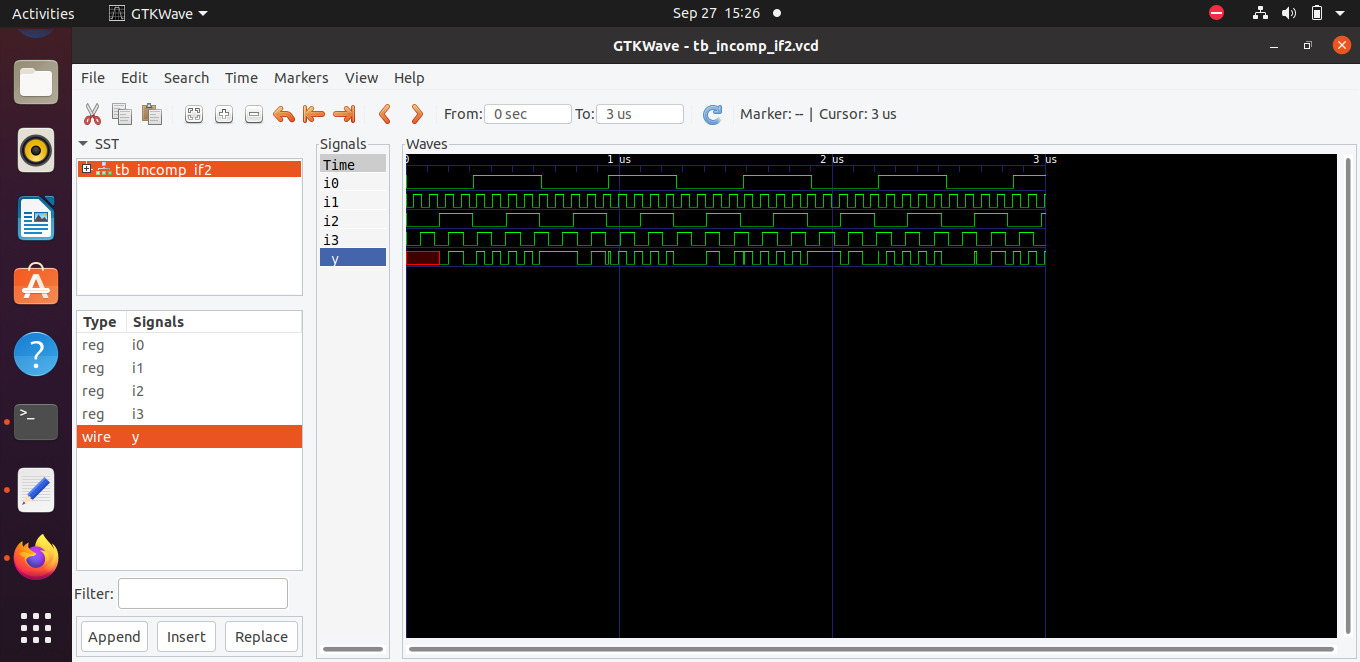 Activities GTKWave Sep 27 15:26
GTKWave - tb_incomp_if2.vcd
File Edit Search Time Markers View Help
From: 0 sec To: 3 us Marker: -- | Cursor: 3 us
SST
tb_incomp_if2
Type Signals
reg i0
reg i1
reg i2
reg i3
wire y
Filter:
Append Insert Replace
Signals
Time
i0
i1
i2
i3
y
Waves
0 1 us 2 us 3 us